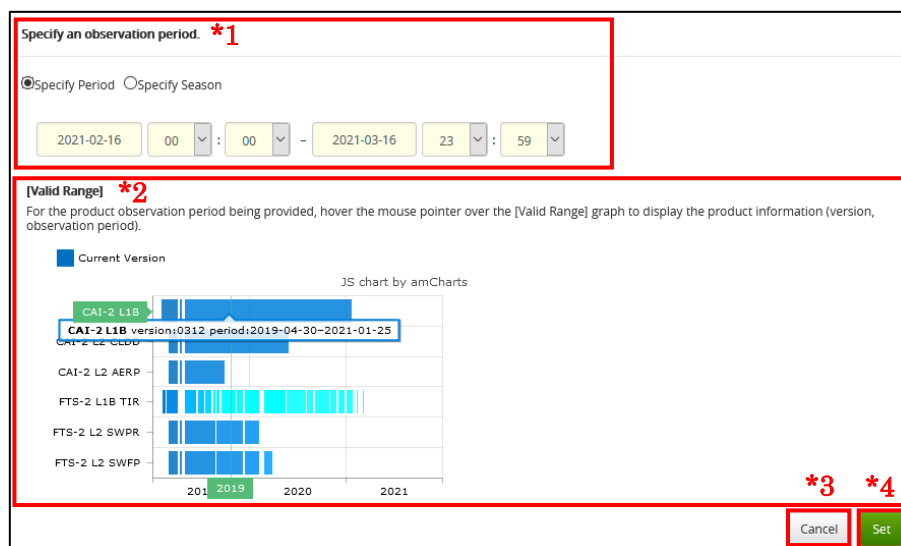 Specify an observation period. *1
Specify Period Specify Season
2021-02-16 00 : 00 – 2021-03-16 23 : 59
[Valid Range] *2
For the product observation period being provided, hover the mouse pointer over the [Valid Range] graph to display the product information (version,
observation period).
Current Version
JS chart by amCharts
CAI-2 L1B
CAI-2 L1B version:0312 period:2019-04-30–2021-01-25
CAI-2 L2 CLDD
CAI-2 L2 AERP
FTS-2 L1B TIR
FTS-2 L2 SWPR
FTS-2 L2 SWFP
201 2019 2020 2021
*3 *4
Cancel Set